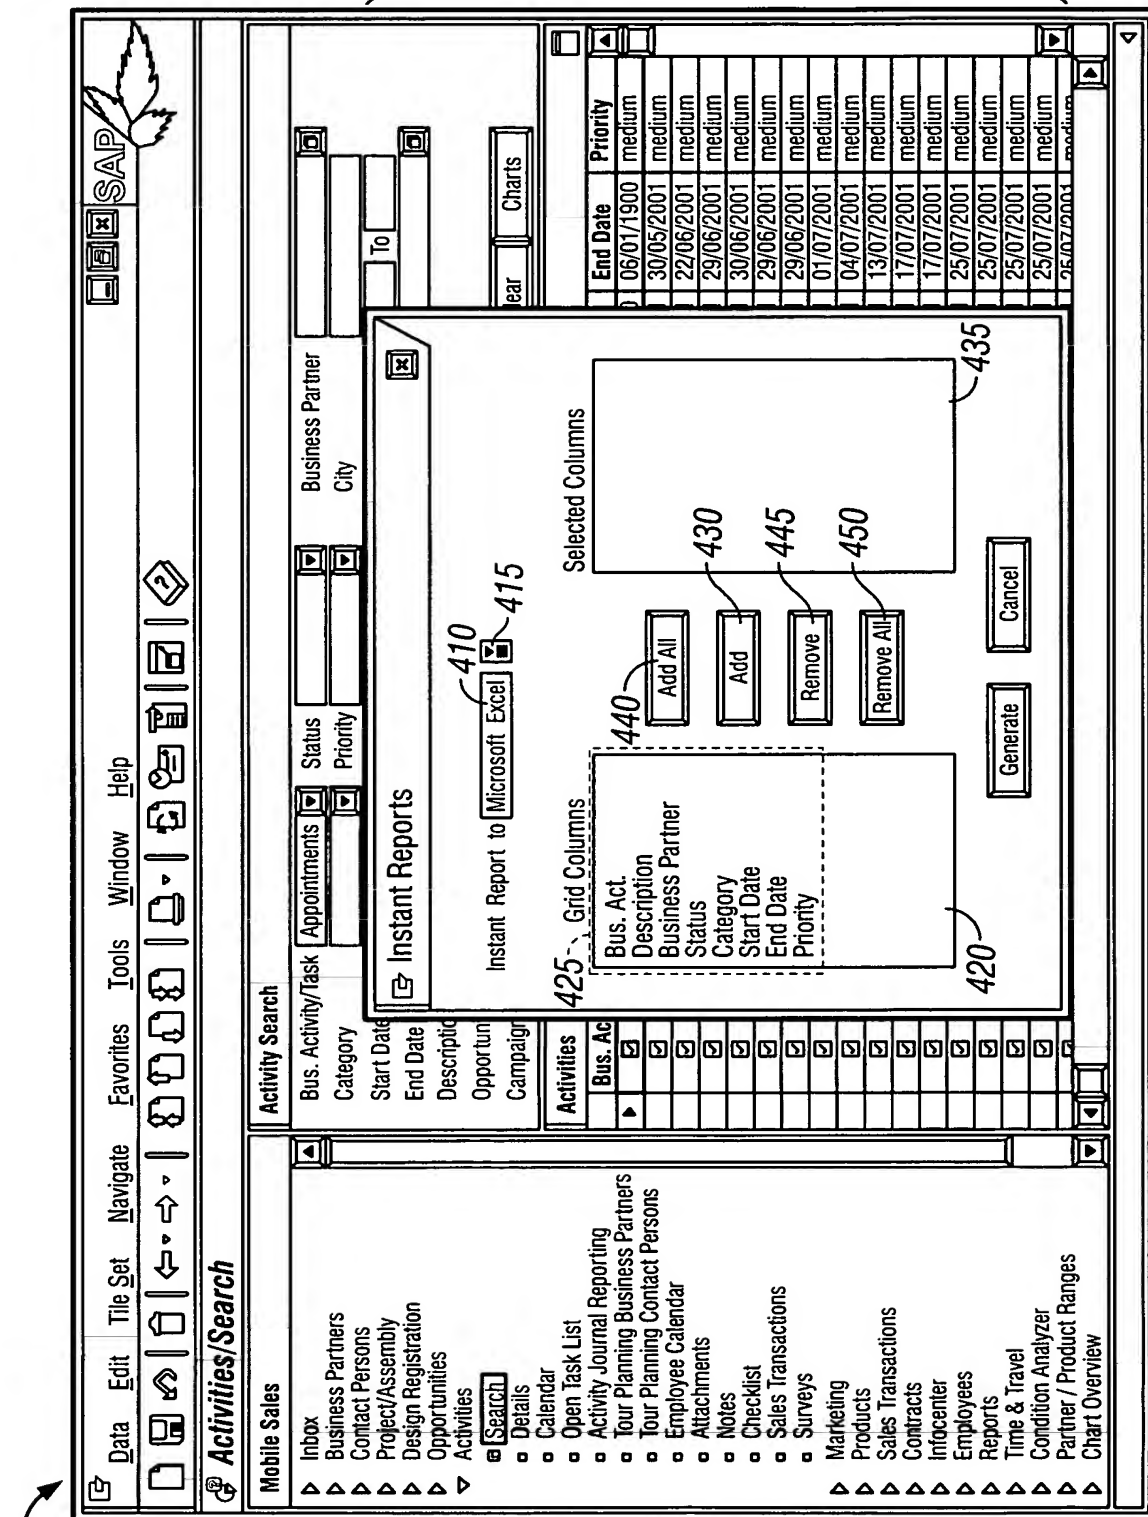 SAP
Data Edit Tile Set Navigate Favorites Tools Window Help
Activities/Search
Mobile Sales
Inbox
Business Partners
Contact Persons
Project/Assembly
Design Registration
Opportunities
Activities
Search
Details
Calendar
Open Task List
Activity Journal Reporting
Tour Planning Business Partners
Tour Planning Contact Persons
Employee Calendar
Attachments
Notes
Checklist
Sales Transactions
Surveys
Marketing
Products
Sales Transactions
Contracts
Infocenter
Employees
Reports
Time & Travel
Condition Analyzer
Partner / Product Ranges
Chart Overview
Activity Search
Bus. Activity/Task Appointments Status Business Partner
Category Priority City
Start Date To
End Date
Descriptio
Opportun
Campaign
ear Charts
Instant Reports
410
Instant Report to Microsoft Excel
415
425 Grid Columns
Bus. Act.
Description
Business Partner
Status
Category
Start Date
End Date
Priority
420
440
Add All
Add
430
Remove
445
Remove All
450
Selected Columns
435
Generate Cancel
Activities
Bus. Ac End Date Priority
06/01/1900 medium
30/05/2001 medium
22/06/2001 medium
29/06/2001 medium
30/06/2001 medium
29/06/2001 medium
29/06/2001 medium
01/07/2001 medium
04/07/2001 medium
13/07/2001 medium
17/07/2001 medium
17/07/2001 medium
25/07/2001 medium
25/07/2001 medium
25/07/2001 medium
25/07/2001 medium
25/07/2001 medium